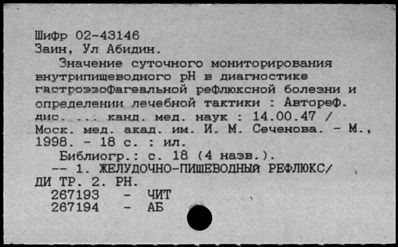 Шифр 02-43146
Заин, Ул Абидин.
Значение суточного мониторирования
внутрипищеводного pH в диагностике
гастроэзофагеальной рефлюксной болезни и
определении лечебной тактики : Автореф.
дис. ... канд. мед. наук : 14.00.47 /
Моск. мед. акад. им. И. М. Сеченова. - М.,
1998. - 18 с. : ил.
Библиогр.: с. 18 (4 назв.).
-- 1. ЖЕЛУДОЧНО-ПИЩЕВОДНЫЙ РЕФЛЮКС/
ДИ ТР. 2. PH.
267193 - ЧИТ
267194 - АБ